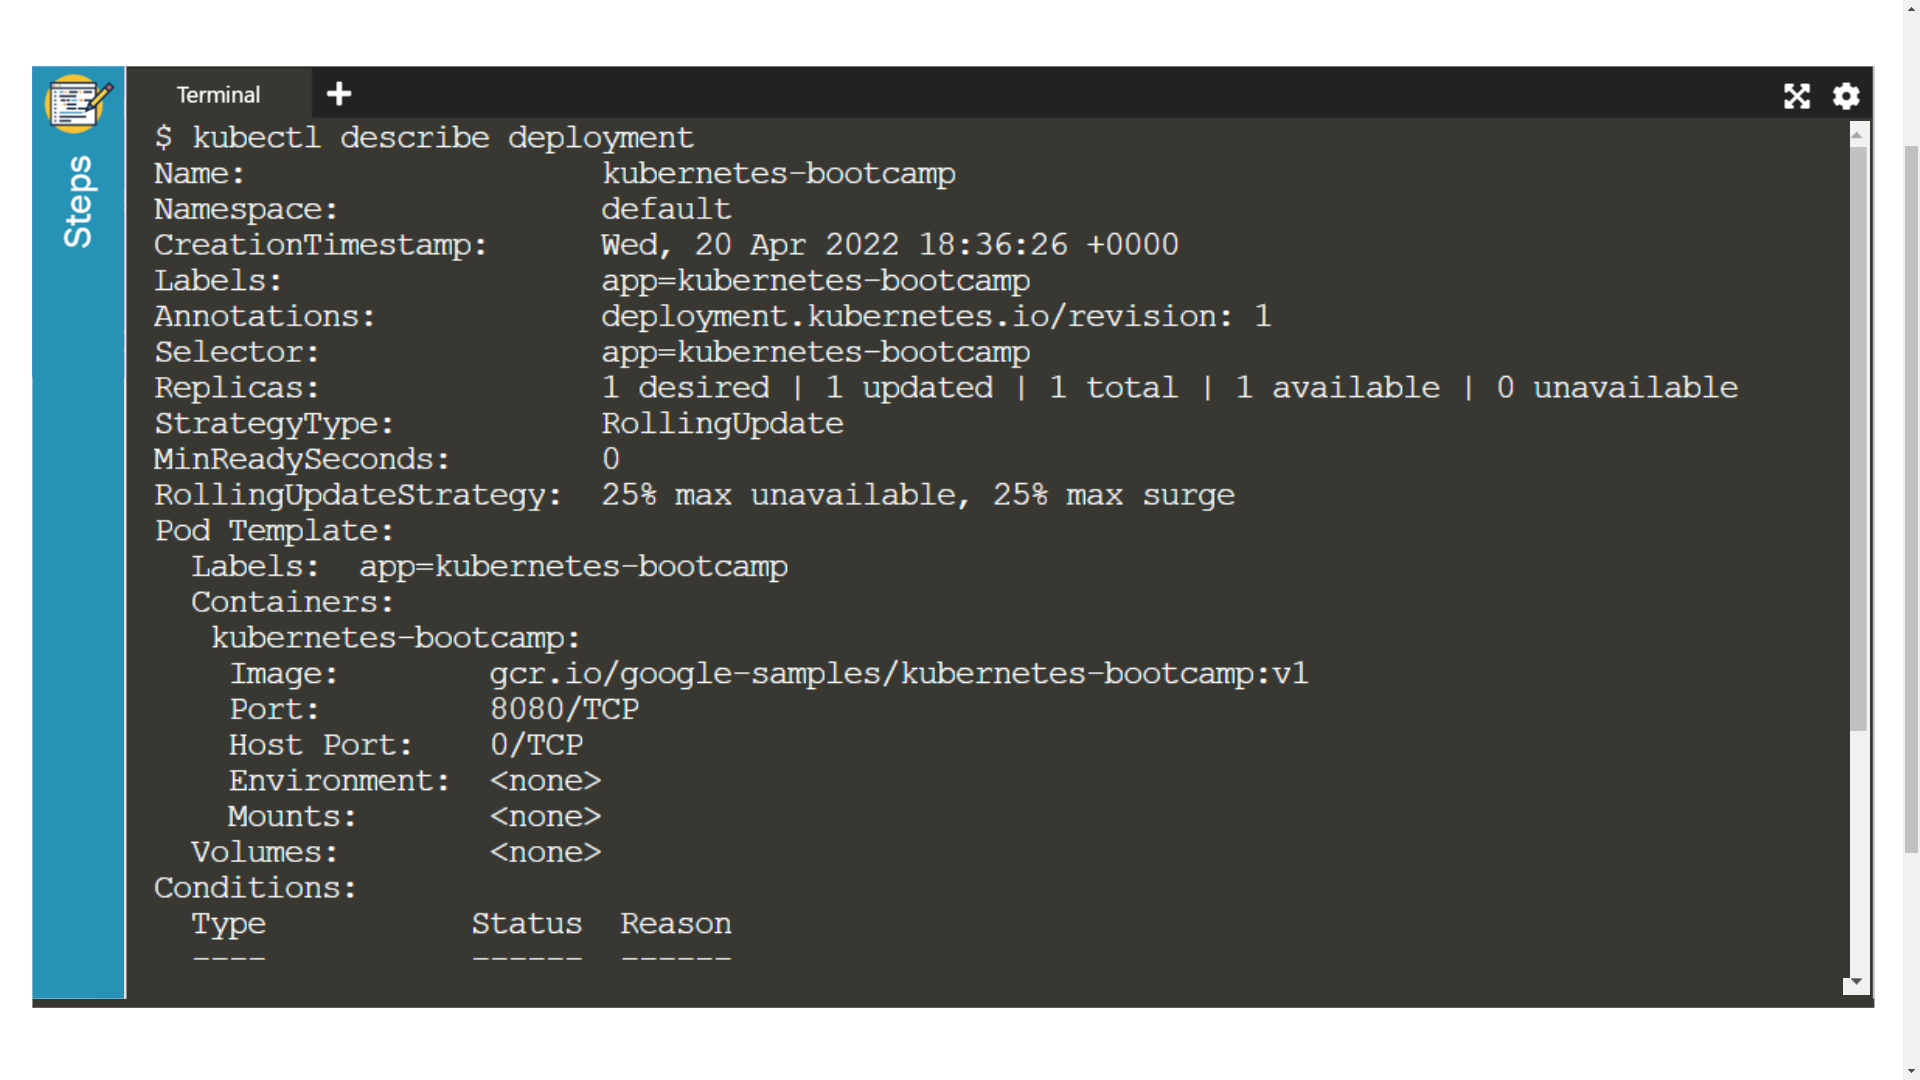 Steps
Terminal
$ kubectl describe deployment
Name:                   kubernetes-bootcamp
Namespace:              default
CreationTimestamp:      Wed, 20 Apr 2022 18:36:26 +0000
Labels:                 app=kubernetes-bootcamp
Annotations:            deployment.kubernetes.io/revision: 1
Selector:               app=kubernetes-bootcamp
Replicas:               1 desired | 1 updated | 1 total | 1 available | 0 unavailable
StrategyType:           RollingUpdate
MinReadySeconds:        0
RollingUpdateStrategy:  25% max unavailable, 25% max surge
Pod Template:
  Labels:  app=kubernetes-bootcamp
  Containers:
   kubernetes-bootcamp:
    Image:        gcr.io/google-samples/kubernetes-bootcamp:v1
    Port:         8080/TCP
    Host Port:    0/TCP
    Environment:  <none>
    Mounts:       <none>
  Volumes:        <none>
Conditions:
  Type           Status  Reason
  ----           ------  ------